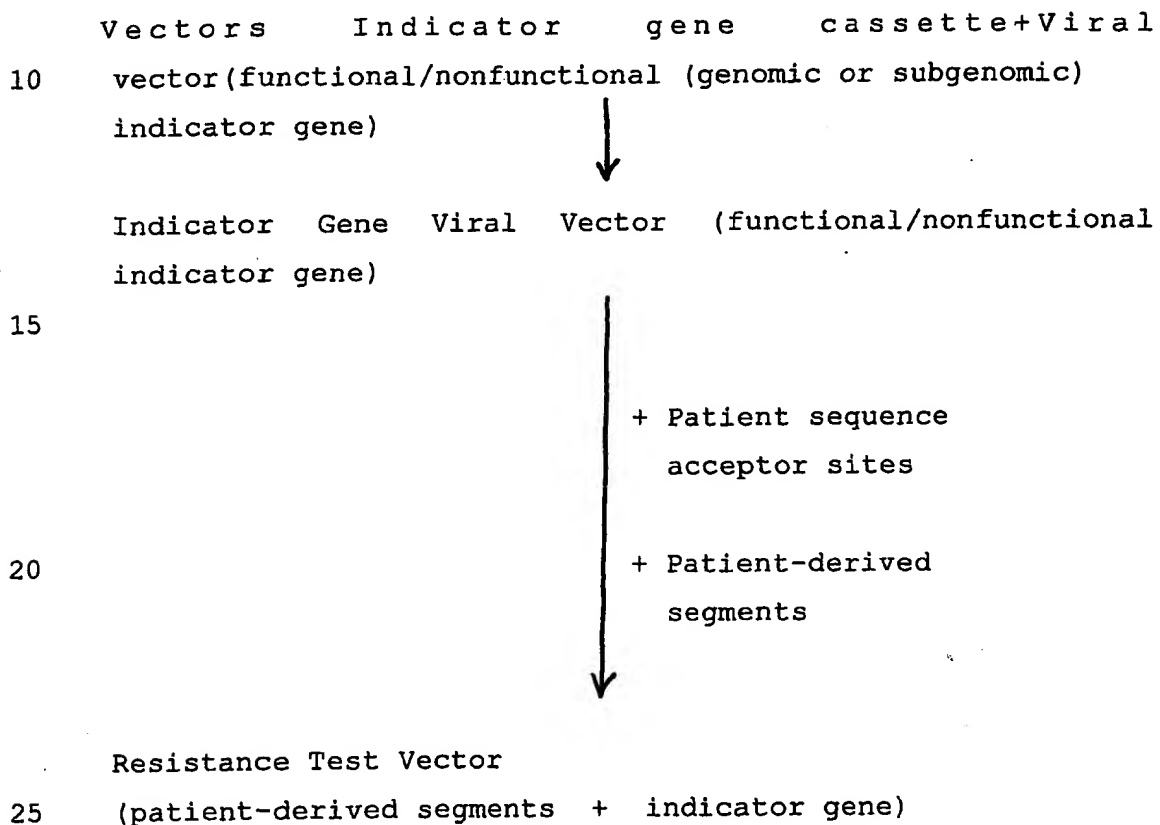 Vectors Indicator gene cassette+Viral
10 vector(functional/nonfunctional (genomic or subgenomic)
indicator gene)
Indicator Gene Viral Vector (functional/nonfunctional
indicator gene)
15
+ Patient sequence
acceptor sites
20 + Patient-derived
segments
Resistance Test Vector
25 (patient-derived segments + indicator gene)